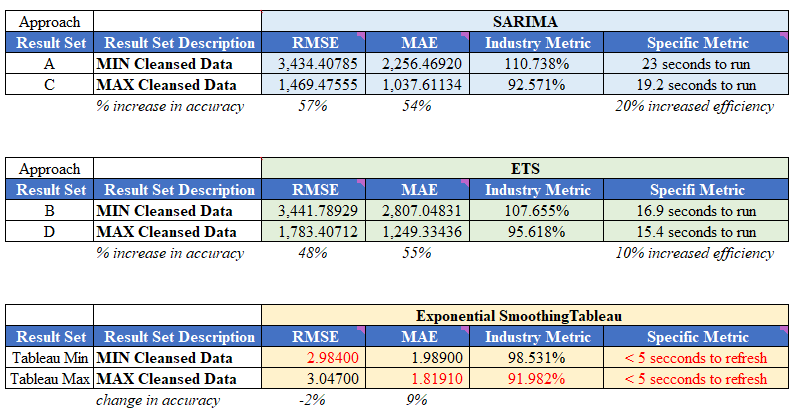 Approach SARIMA
Result Set Result Set Description RMSE MAE Industry Metric Specific Metric
A MIN Cleansed Data 3,434.40785 2,256.46920 110.738% 23 seconds to run
C MAX Cleansed Data 1,469.47555 1,037.61134 92.571% 19.2 seconds to run
% increase in accuracy 57% 54% 20% increased efficiency
Approach ETS
Result Set Result Set Description RMSE MAE Industry Metric Specifi Metric
B MIN Cleansed Data 3,441.78929 2,807.04831 107.655% 16.9 seconds to run
D MAX Cleansed Data 1,783.40712 1,249.33436 95.618% 15.4 seconds to run
% increase in accuracy 48% 55% 10% increased efficiency
Exponential SmoothingTableau
Result Set Result Set Description RMSE MAE Industry Metric Specific Metric
Tableau Min MIN Cleansed Data 2.98400 1.98900 98.531% < 5 secconds to refresh
Tableau Max MAX Cleansed Data 3.04700 1.81910 91.982% < 5 secconds to refresh
change in accuracy -2% 9%